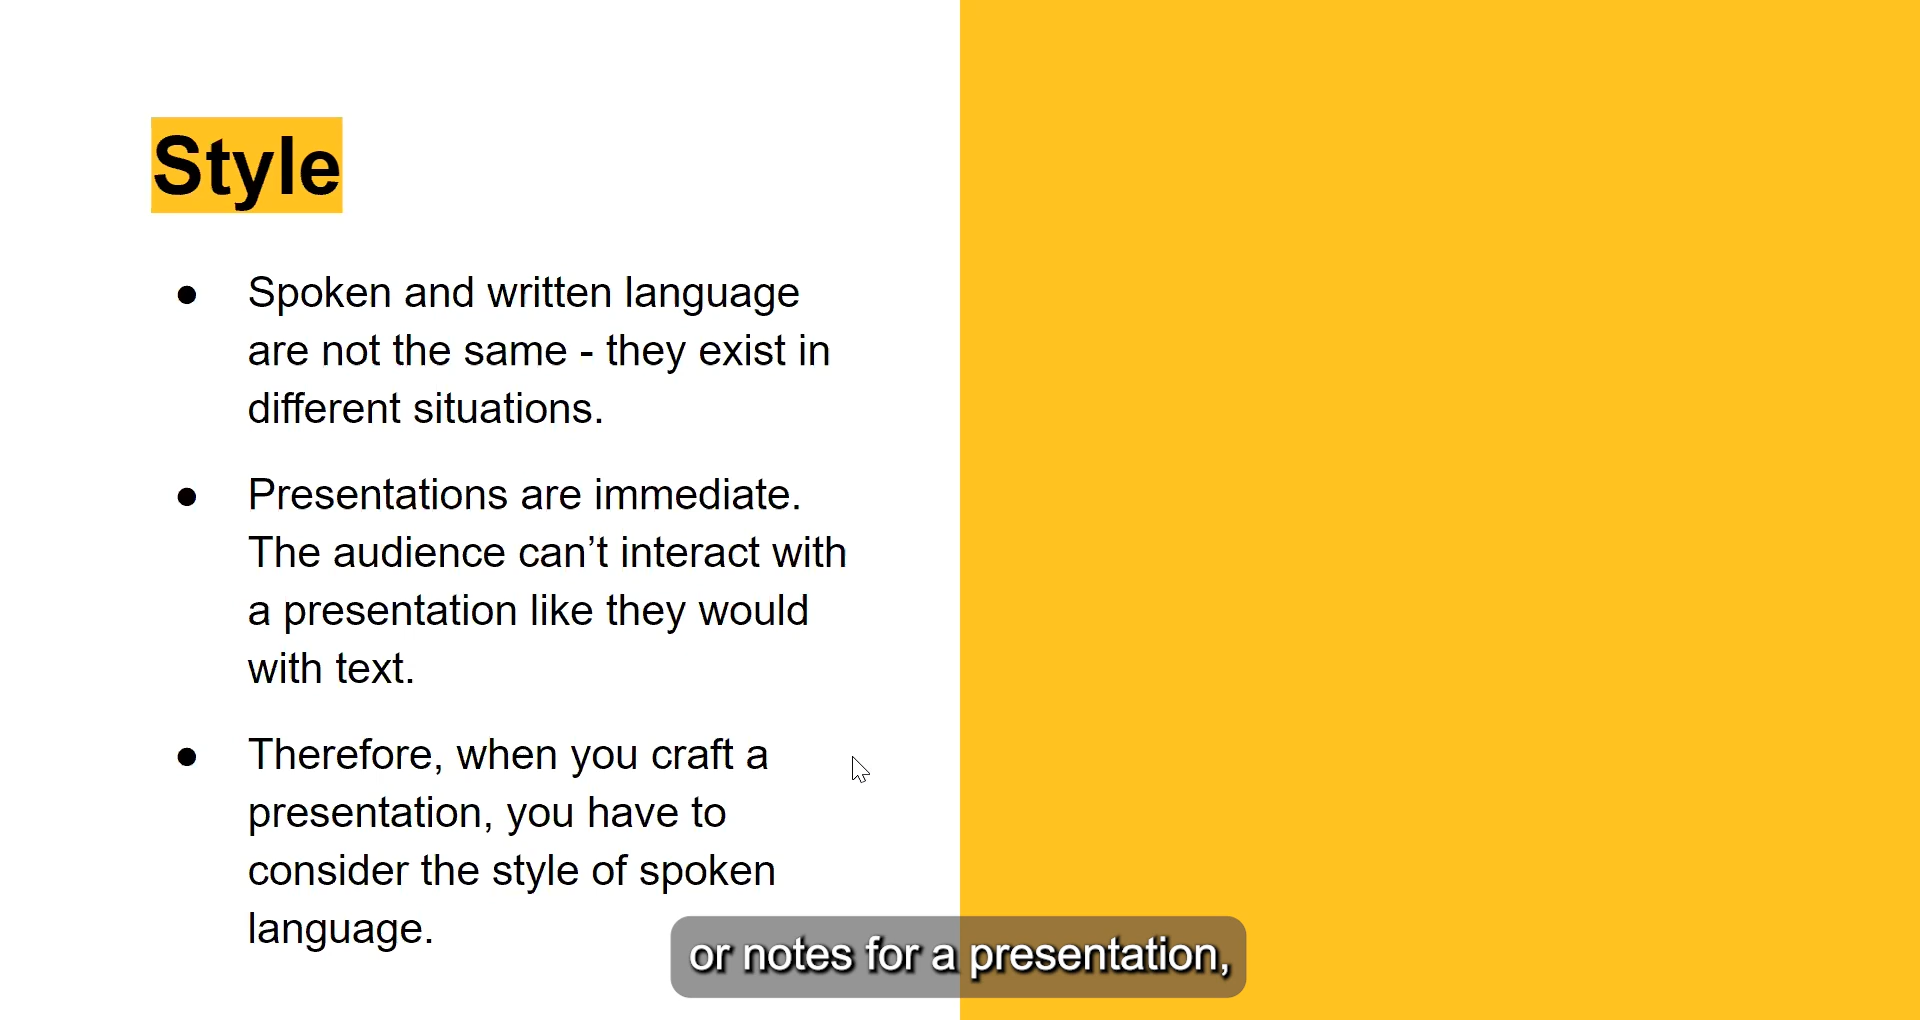 Style
● Spoken and written language
are not the same - they exist in
different situations.
● Presentations are immediate.
The audience can’t interact with
a presentation like they would
with text.
● Therefore, when you craft a
presentation, you have to
consider the style of spoken
language.
or notes for a presentation,